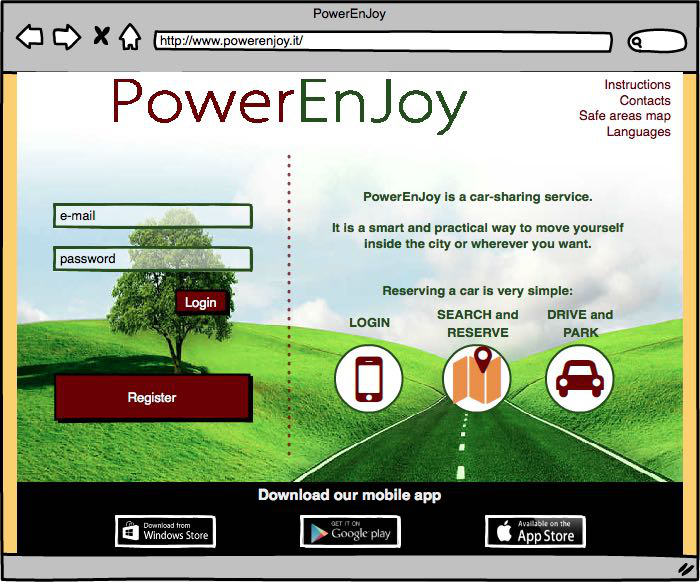 PowerEnJoy
http://www.powerenjoy.it/
PowerEnJoy
Instructions
Contacts
Safe areas map
Languages
e-mail
password
Login
Register
PowerEnJoy is a car-sharing service.
It is a smart and practical way to move yourself
inside the city or wherever you want.
Reserving a car is very simple:
LOGIN
SEARCH and
RESERVE
DRIVE and
PARK
Download our mobile app
Download from
Windows Store
GET IT ON
Google play
Available on the
App Store